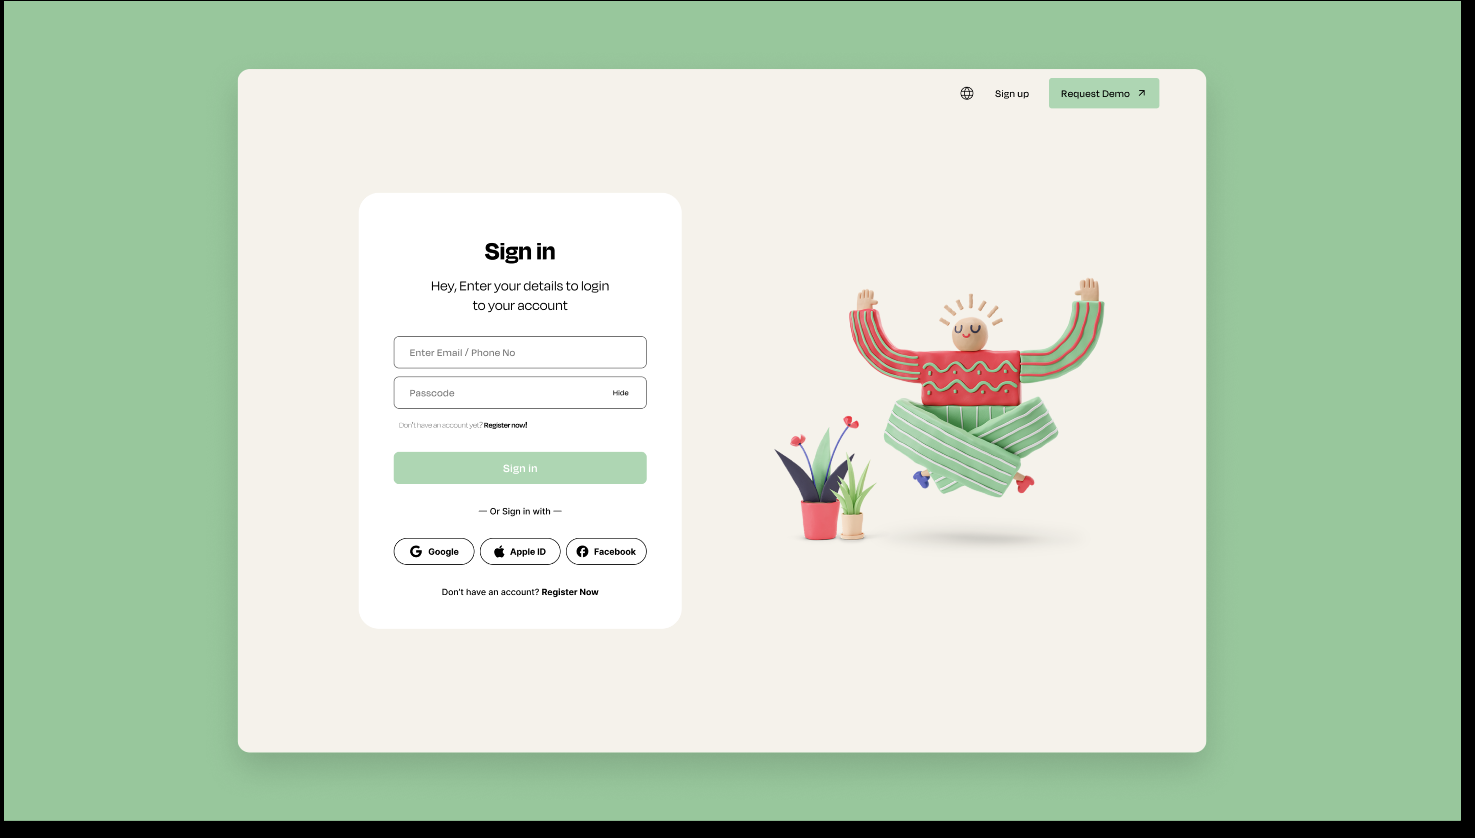 Sign up
Request Demo
Sign in
Hey, Enter your details to login
to your account
Enter Email / Phone No
Passcode
Hide
Don't have an account yet? Register now!
Sign in
— Or Sign in with —
Google
Apple ID
Facebook
Don't have an account? Register Now